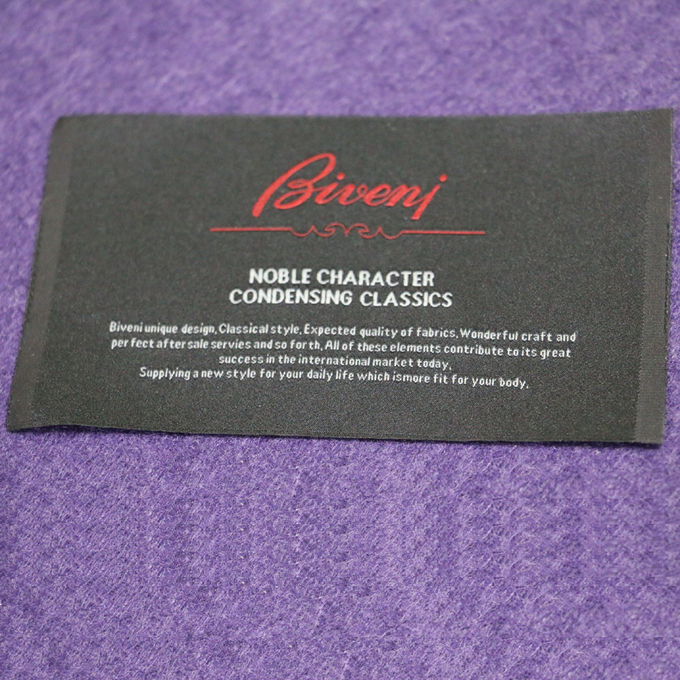 Biveni
NOBLE CHARACTER
CONDENSING CLASSICS
Biveni unique design, Classical style, Expected quality of fabrics, Wonderful craft and
perfect after sale servies and so forth, All of these elements contribute to its great
success in the international market today,
Supplying a new style for your daily life which ismore fit for your body,